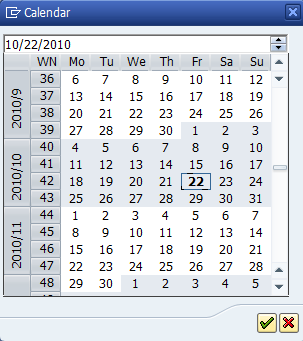 Calendar
10/22/2010
WN Mo Tu We Th Fr Sa Su
2010/9
36 6 7 8 9 10 11 12
37 13 14 15 16 17 18 19
38 20 21 22 23 24 25 26
39 27 28 29 30 1 2 3
2010/10
40 4 5 6 7 8 9 10
41 11 12 13 14 15 16 17
42 18 19 20 21 22 23 24
43 25 26 27 28 29 30 31
2010/11
44 1 2 3 4 5 6 7
45 8 9 10 11 12 13 14
46 15 16 17 18 19 20 21
47 22 23 24 25 26 27 28
48 29 30 1 2 3 4 5